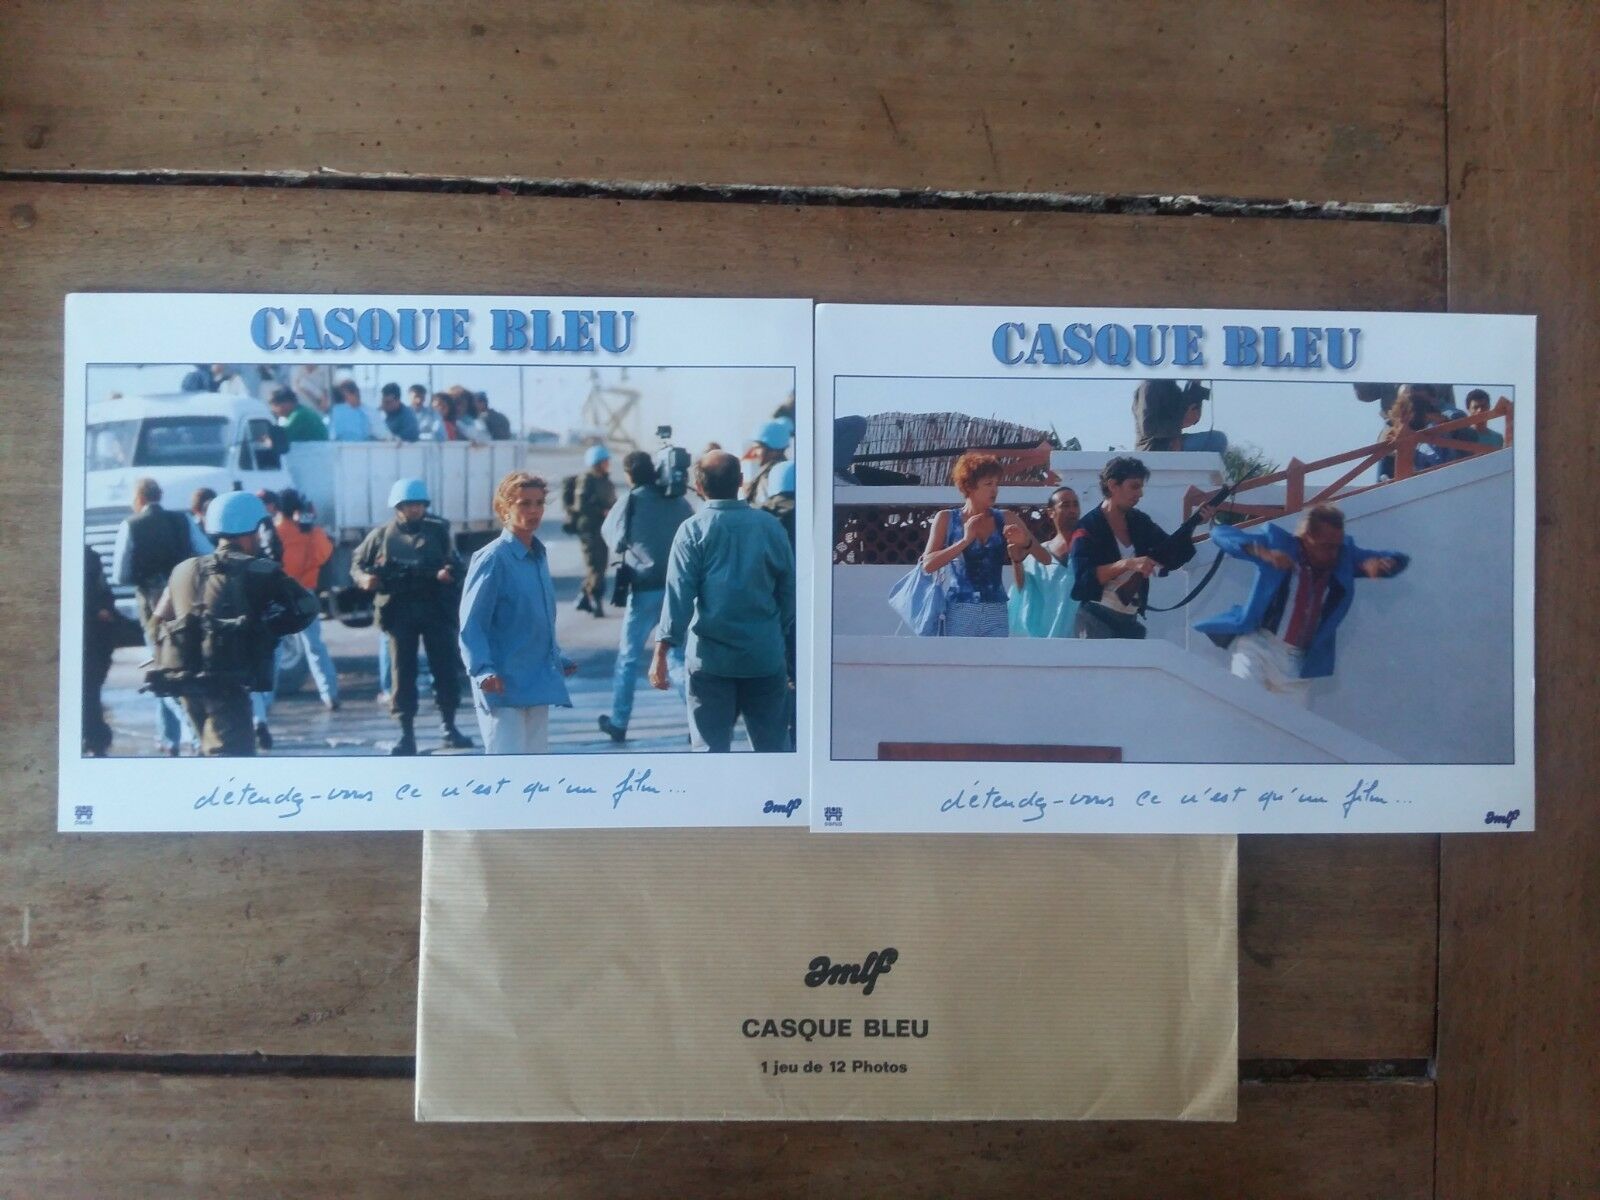 CASQUE BLEU
détendez-vous ce n'est qu'un film...
amlf
CASQUE BLEU
détendez-vous ce n'est qu'un film...
amlf
amlf
CASQUE BLEU
1 jeu de 12 Photos